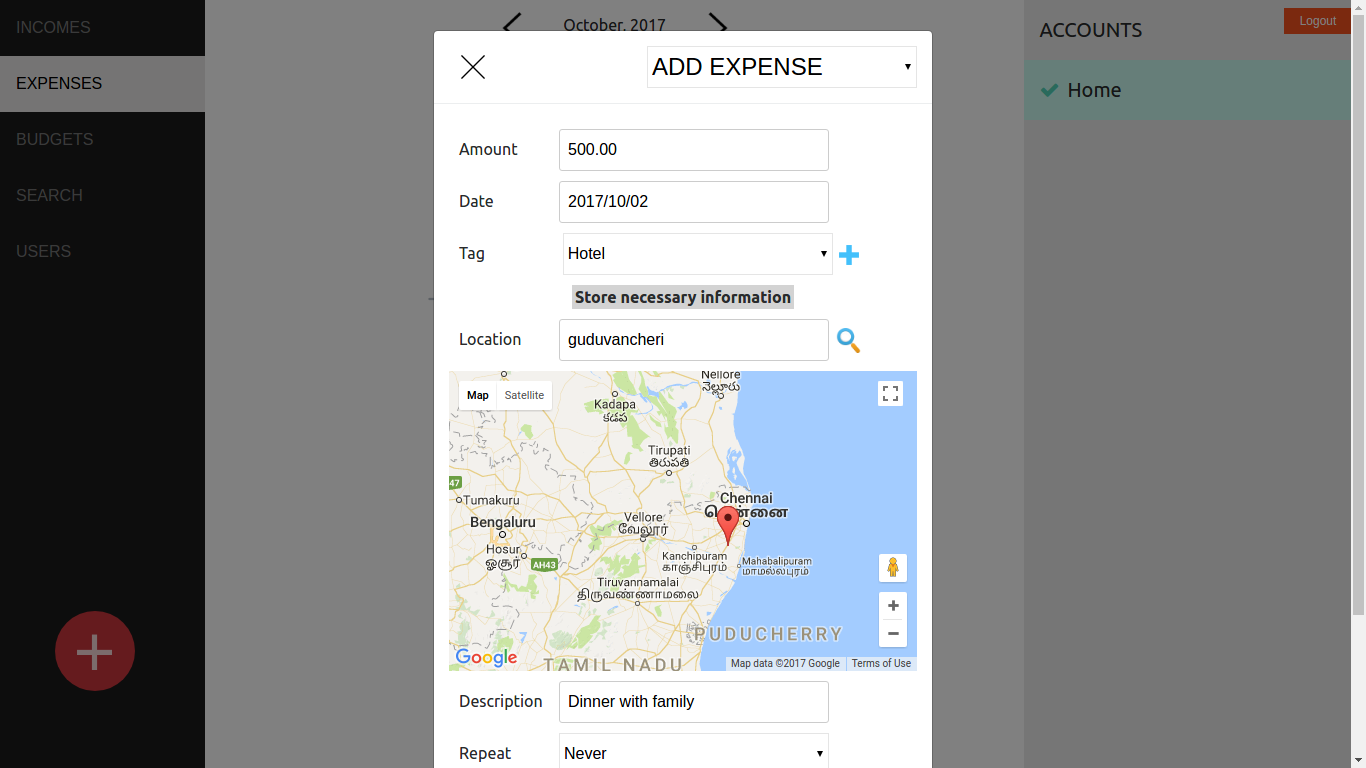 INCOMES
EXPENSES
BUDGETS
SEARCH
USERS
October, 2017
ACCOUNTS
Logout
Home
ADD EXPENSE
Amount
500.00
Date
2017/10/02
Tag
Hotel
Store necessary information
Location
guduvancheri
Map
Satellite
Nellore
నెల్లూరు
Kadapa
కడప
Tirupati
తిరుపతి
47
Tumakuru
Chennai
Bengaluru
Vellore
வேலூர்
Hosur
ஓசூர்
AH43
Kanchipuram
காஞ்சிபுரம்
Mahabalipuram
மாமல்லபுரம்
Tiruvannamalai
திருவண்ணாமலை
PUDUCHERRY
7
TAMIL NADU
Google
Map data ©2017 Google
Terms of Use
Description
Dinner with family
Repeat
Never